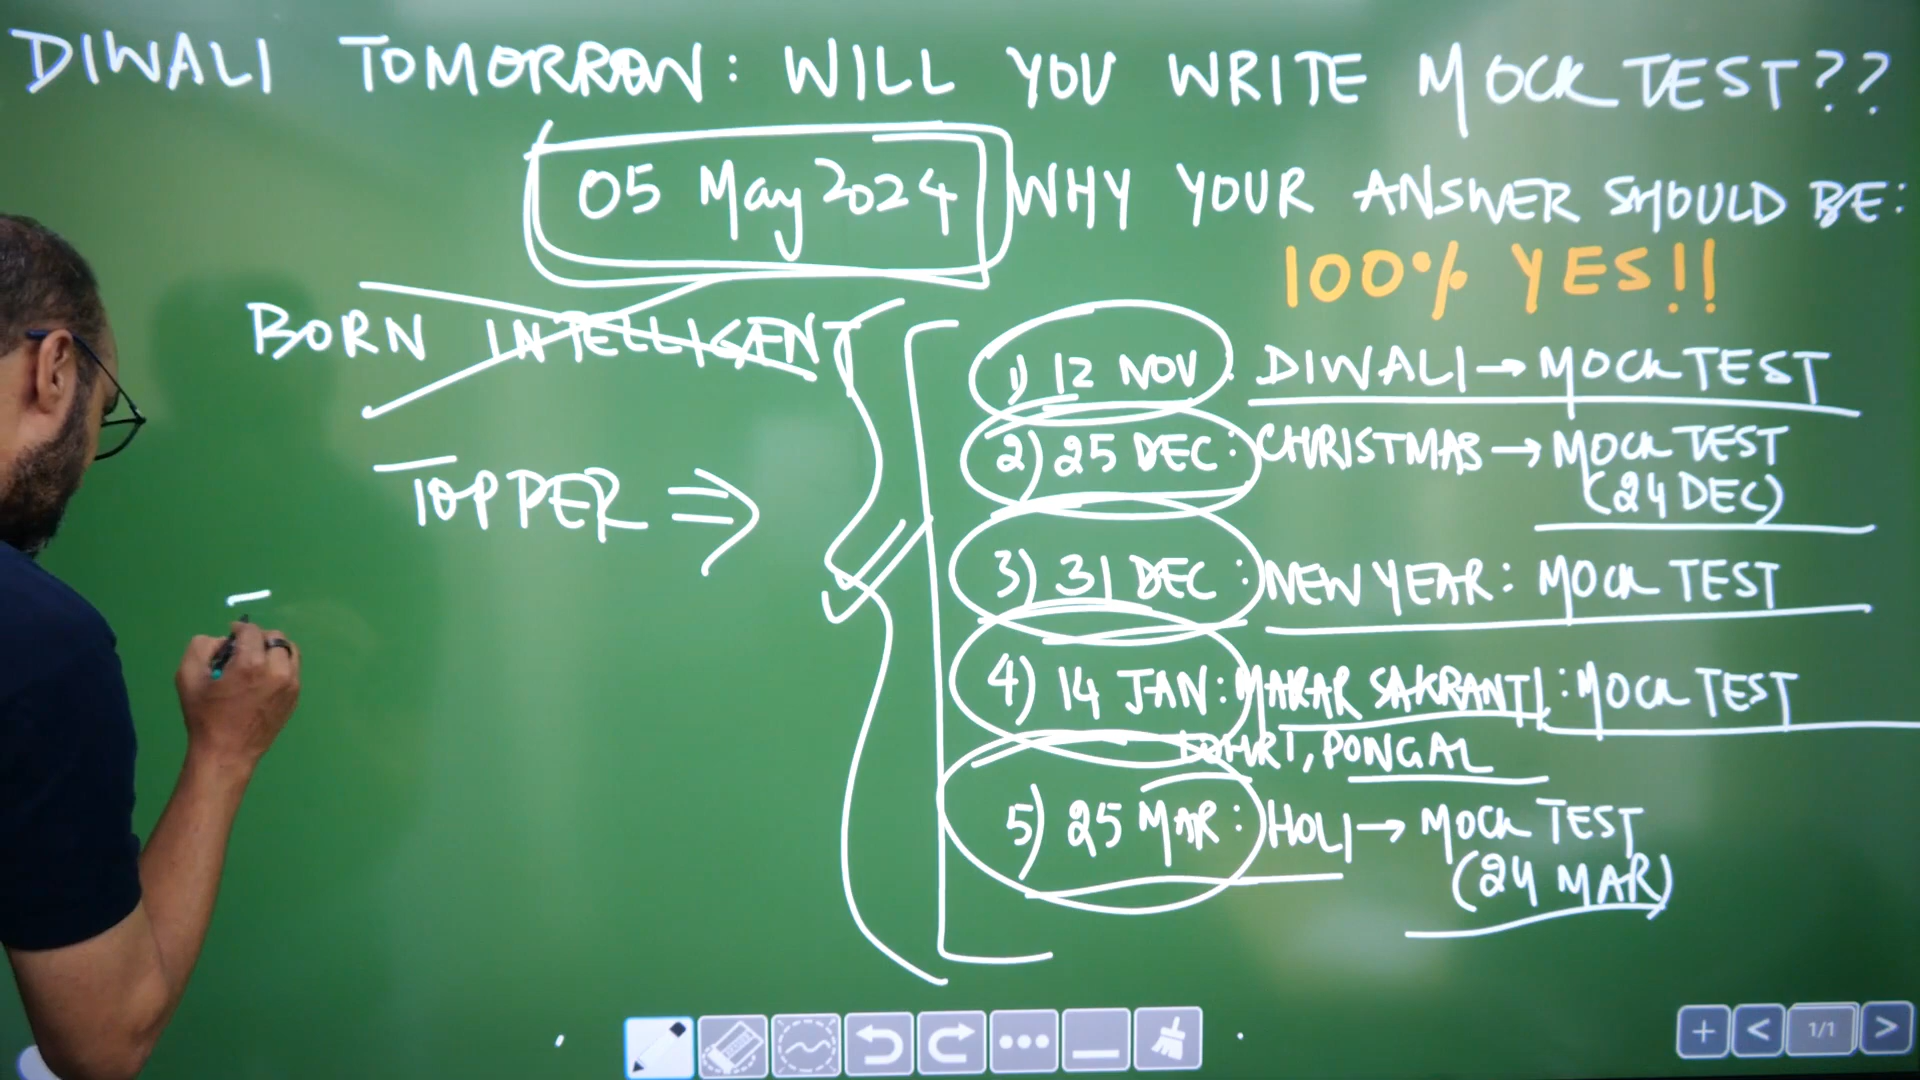 DIWALI TOMORROW: WILL YOU WRITE MOCK TEST??
05 May 2024
WHY YOUR ANSWER SHOULD BE:
100% YES!!
BORN INTELLIGENT
TOPPER ⇒
1) 12 NOV: DIWALI → MOCK TEST
2) 25 DEC: CHRISTMAS → MOCK TEST
(24 DEC)
3) 31 DEC: NEW YEAR: MOCK TEST
4) 14 JAN: MAKAR SAKRANTI: MOCK TEST
LOHRI, PONGAL
5) 25 MAR: HOLI → MOCK TEST
(24 MAR)
1/1